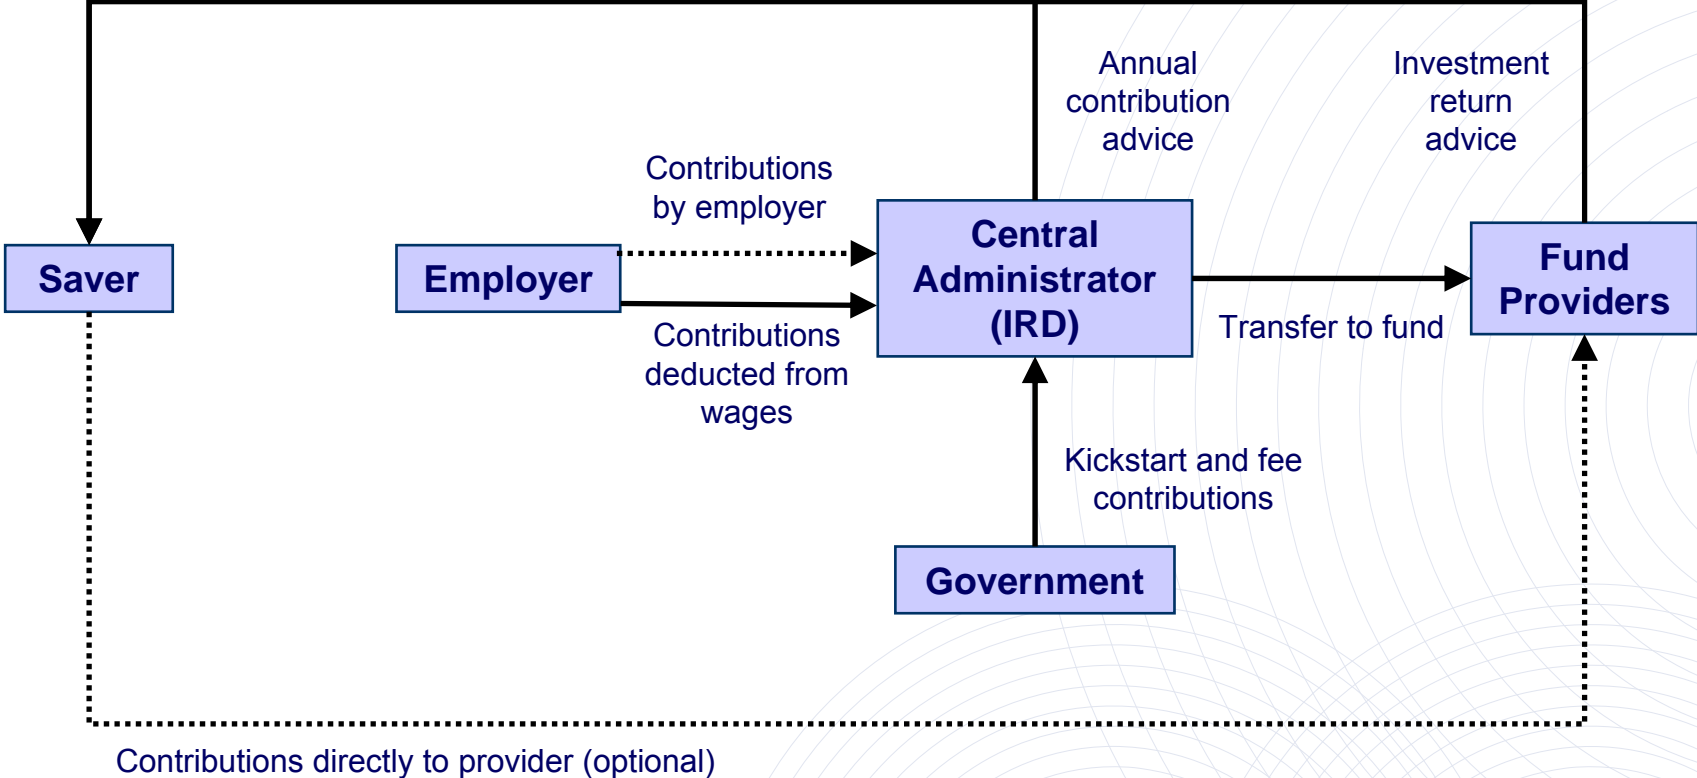 Annual
contribution
advice
Investment
return
advice
Contributions
by employer
Saver
Employer
Central
Administrator
(IRD)
Fund
Providers
Contributions
deducted from
wages
Transfer to fund
Kickstart and fee
contributions
Government
Contributions directly to provider (optional)